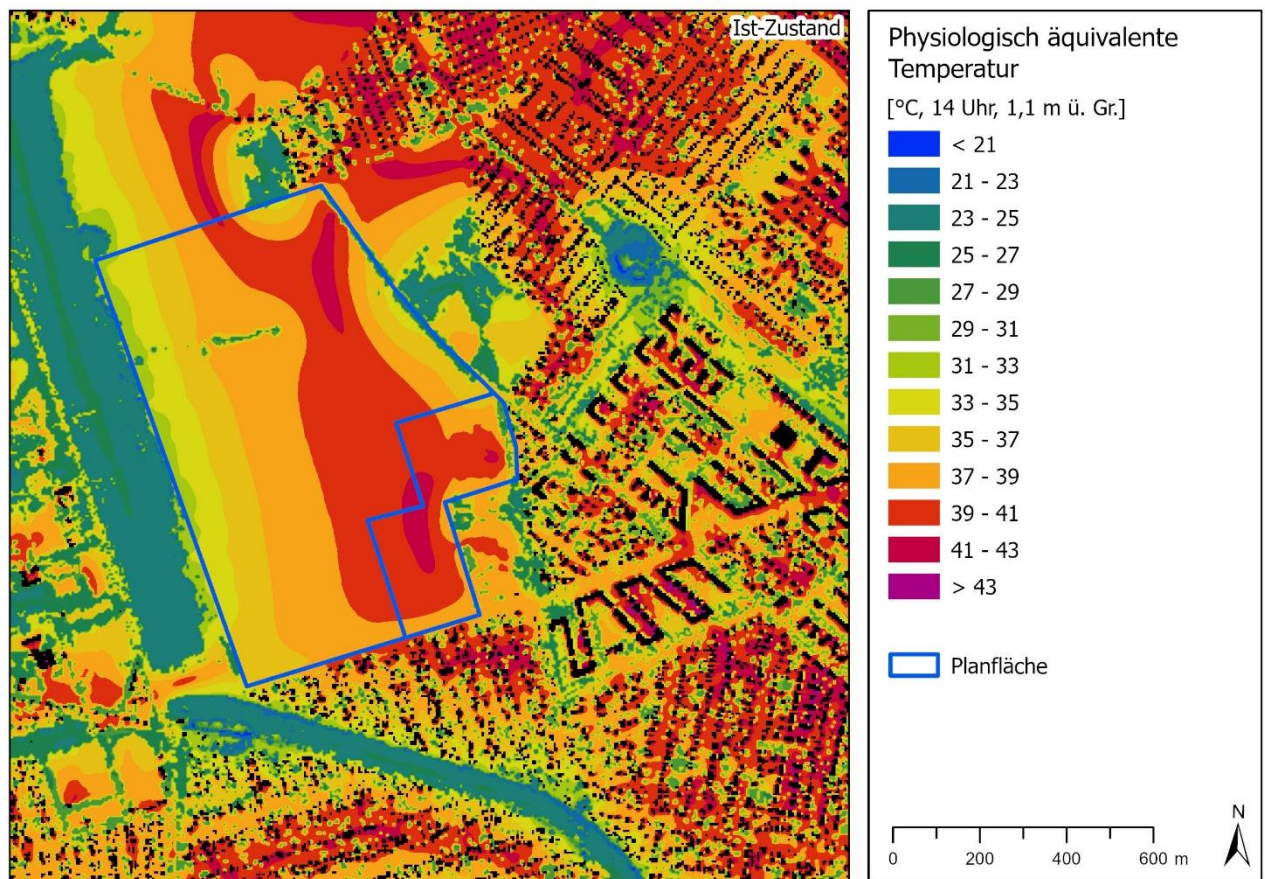 Ist-Zustand
Physiologisch äquivalente
Temperatur
[°C, 14 Uhr, 1,1 m ü. Gr.]
< 21
21 - 23
23 - 25
25 - 27
27 - 29
29 - 31
31 - 33
33 - 35
35 - 37
37 - 39
39 - 41
41 - 43
> 43
Planfläche
N
0 200 400 600 m